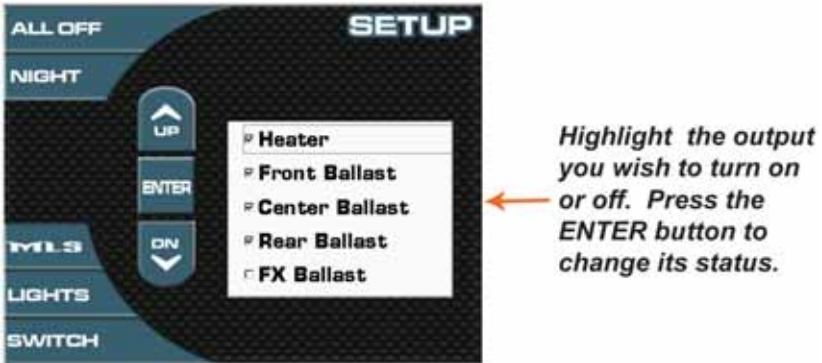 ALL OFF
NIGHT
MLS
LIGHTS
SWITCH
SETUP
UP
ENTER
DN
Heater
Front Ballast
Center Ballast
Rear Ballast
FX Ballast
Highlight the output
you wish to turn on
or off. Press the
ENTER button to
change its status.